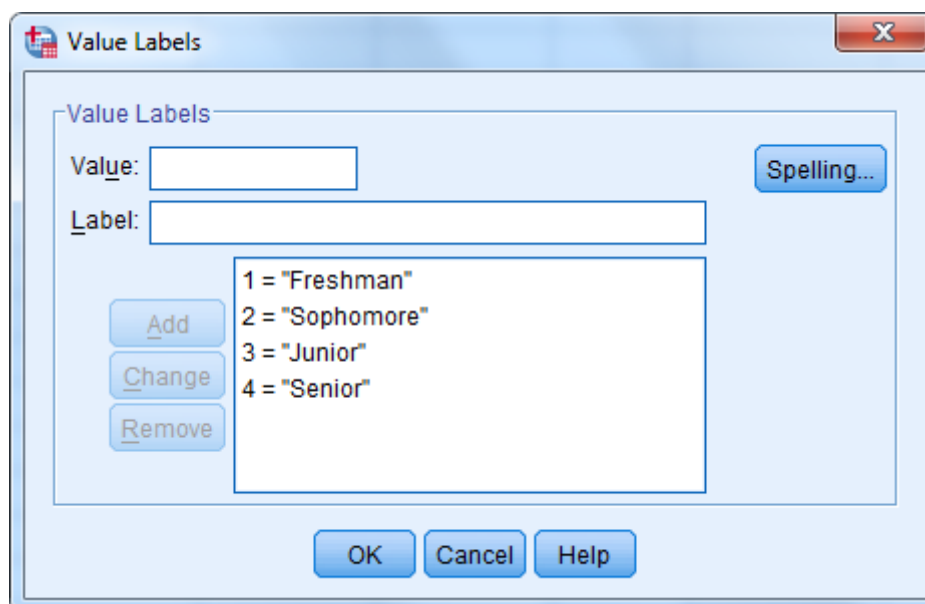 Value Labels
Value Labels
Value:
Spelling...
Label:
1 = "Freshman"
2 = "Sophomore"
3 = "Junior"
4 = "Senior"
Add
Change
Remove
OK Cancel Help